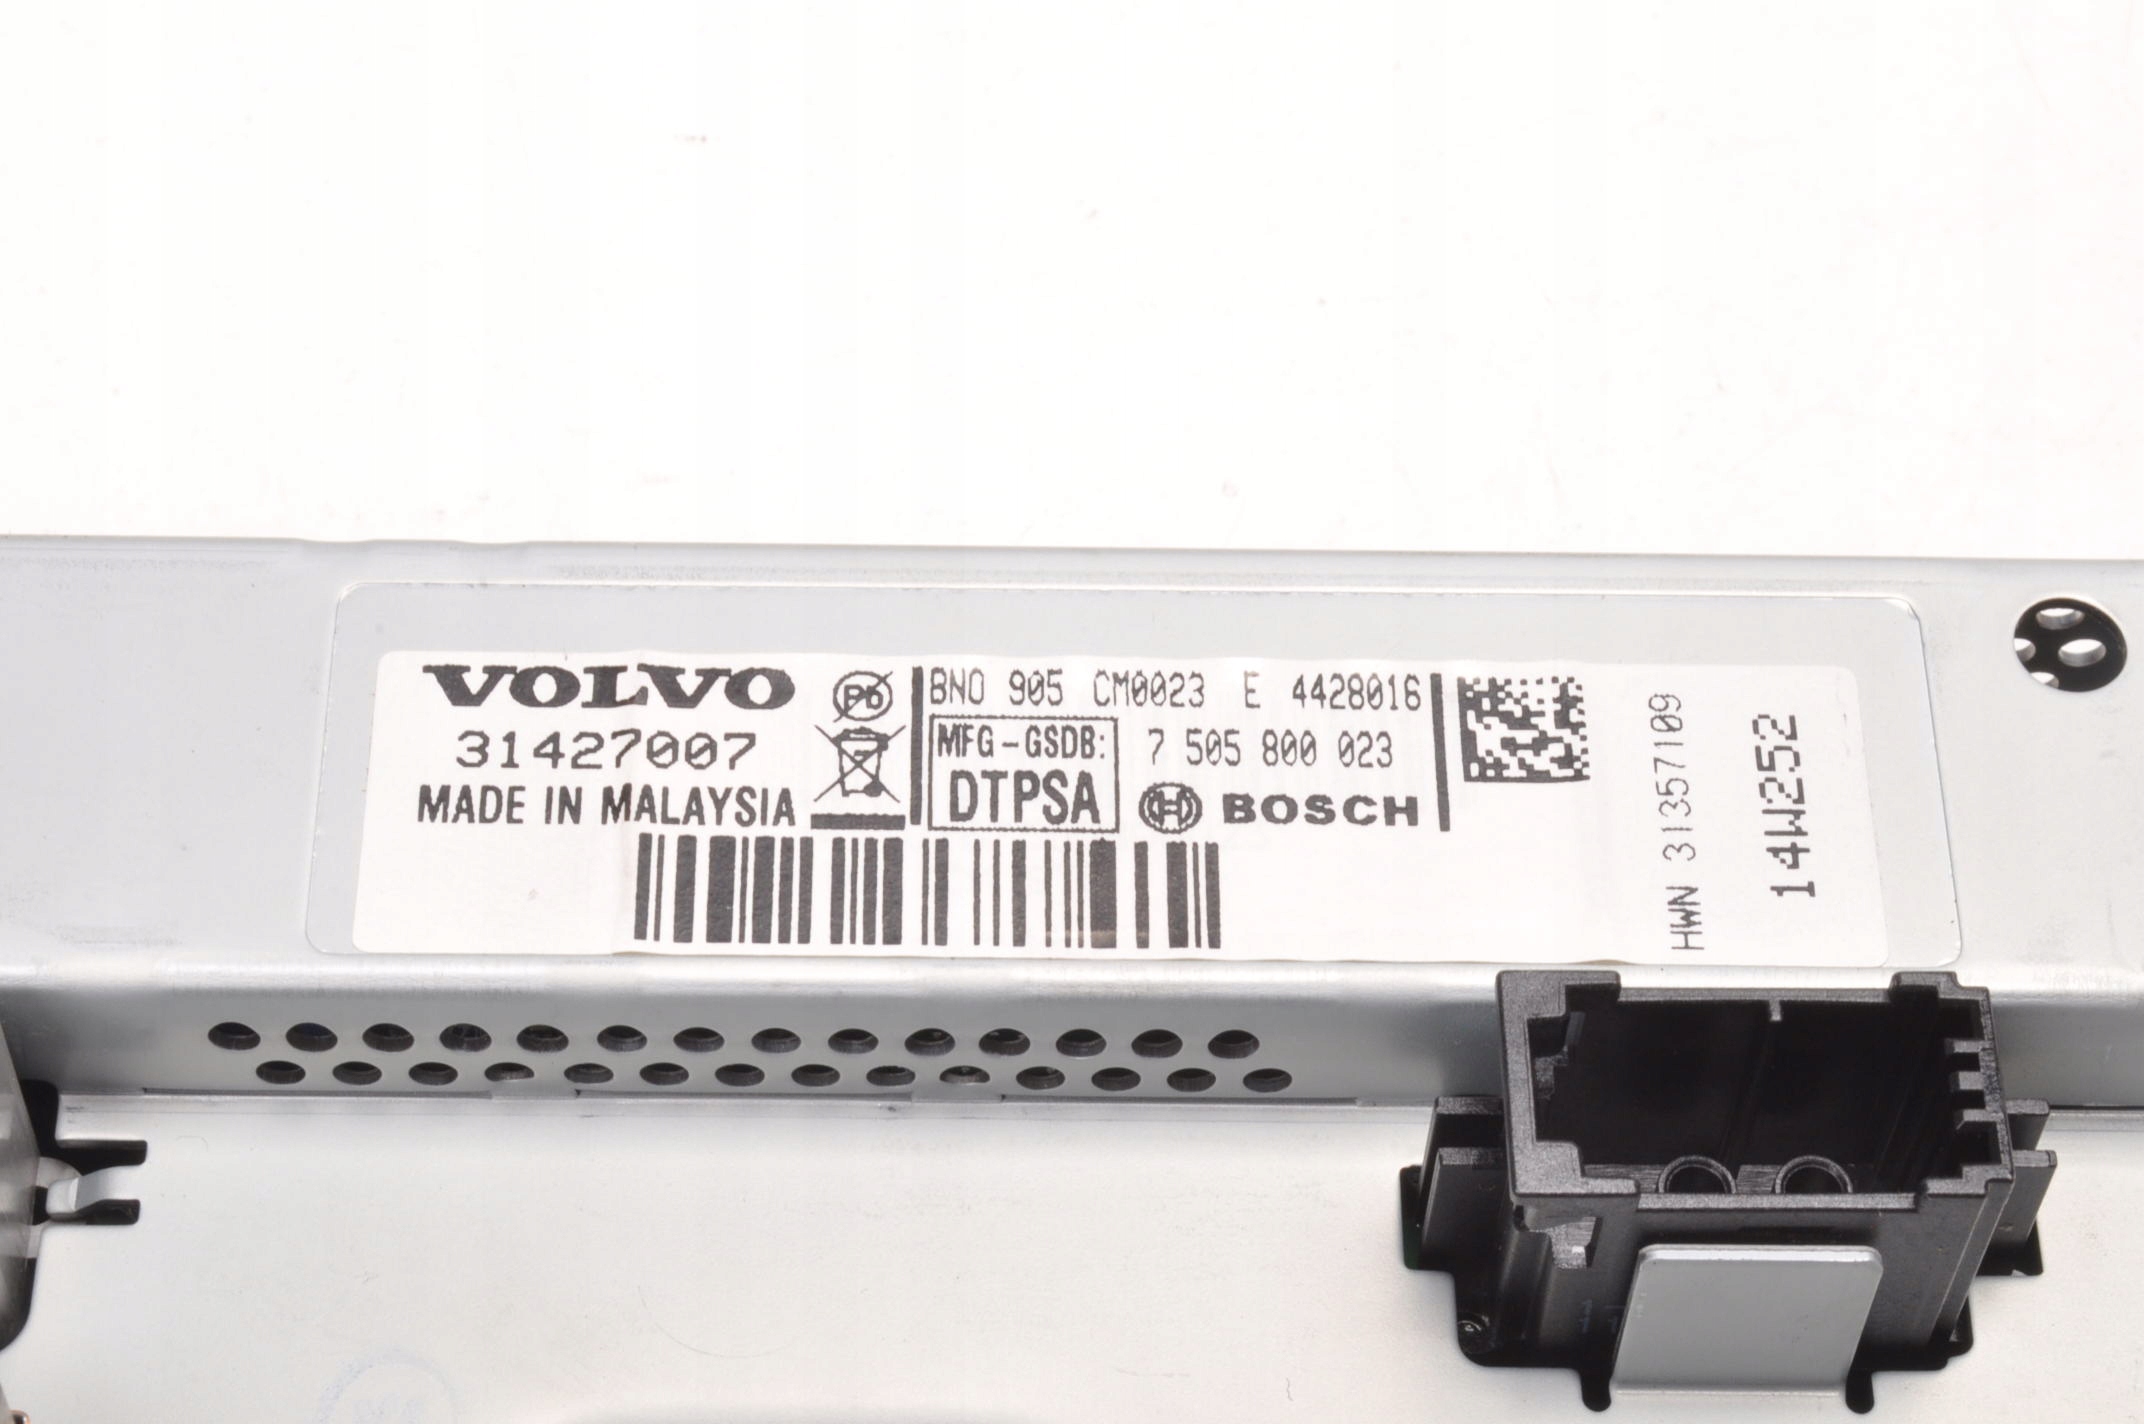 VOLVO
31427007
MADE IN MALAYSIA
Pb
BNO 905 CM0023 E 4428016
MFG-GSDB:
DTPSA
7 505 800 023
BOSCH
HWN 31357109
14W252